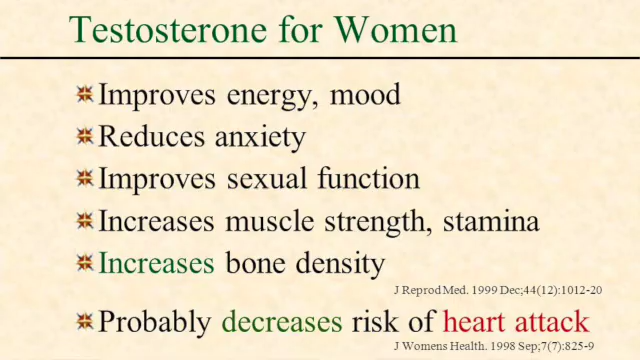 Testosterone for Women
Improves energy, mood
Reduces anxiety
Improves sexual function
Increases muscle strength, stamina
Increases bone density
J Reprod Med. 1999 Dec;44(12):1012-20
Probably decreases risk of heart attack
J Womens Health. 1998 Sep;7(7):825-9